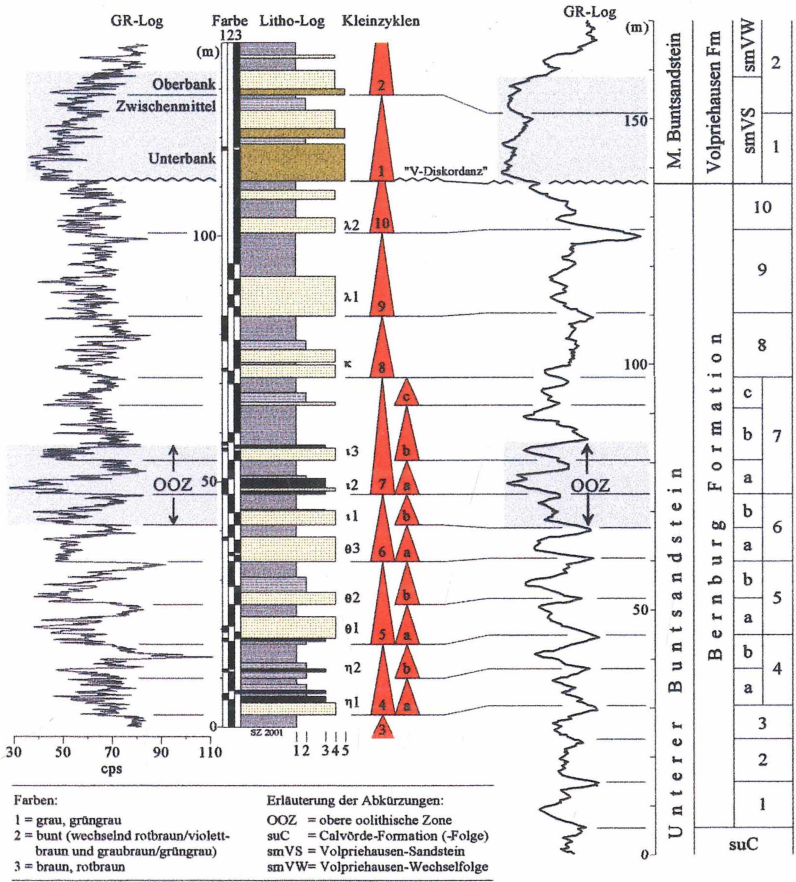 GR-Log
Farbe
Litho-Log
Kleinzyklen
GR-Log
123
(m)
(m)
Oberbank
Zwischenmittel
Unterbank
"V-Diskordanz"
2
1
10
9
8
7
6
5
4
3
c
b
a
b
a
b
a
b
a
λ2
λ1
κ
ι3
ι2
ι1
θ3
θ2
θ1
η2
η1
100
50
0
OOZ
OOZ
150
100
50
0
30 50 70 90 110
cps
SZ 2001
12 345
M. Buntsandstein
Volpriehausen Fm
smVW
smVS
2
1
Unterer Buntsandstein
Bernburg Formation
10
9
8
c
b
a
7
b
a
6
b
a
5
b
a
4
3
2
1
suC
Farben:
1 = grau, grüngrau
2 = bunt (wechselnd rotbraun/violett-
braun und graubraun/grüngrau)
3 = braun, rotbraun
Erläuterung der Abkürzungen:
OOZ = obere oolithische Zone
suC = Calvörde-Formation (-Folge)
smVS = Volpriehausen-Sandstein
smVW= Volpriehausen-Wechselfolge